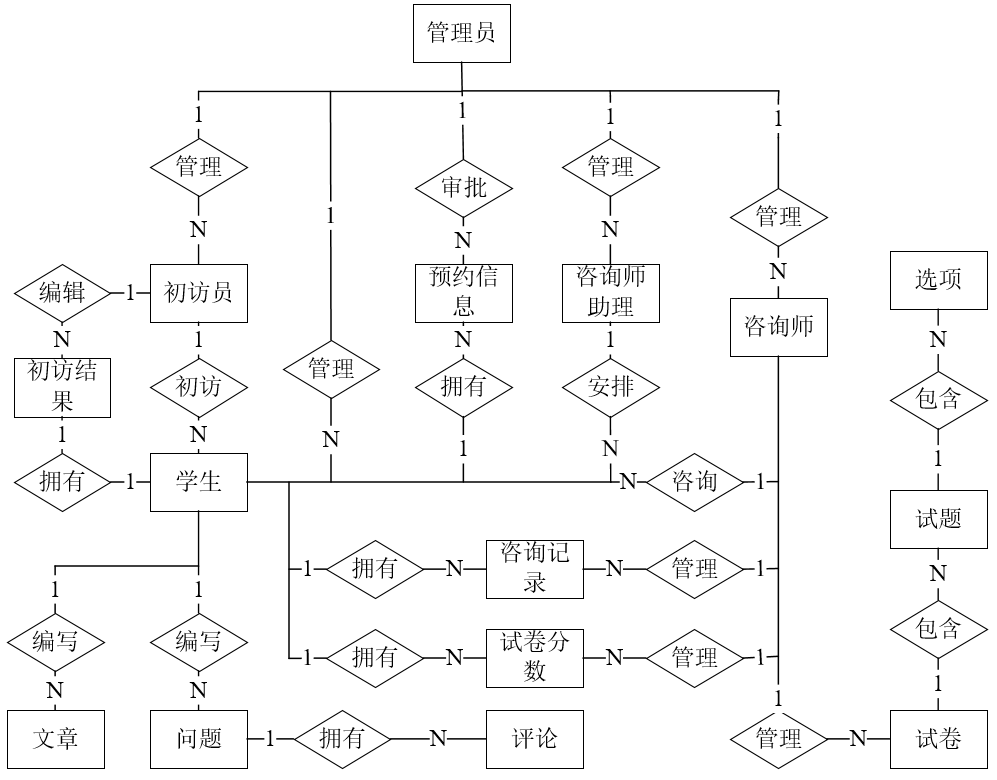 管理员
1
1
1
1
管理
管理
审批
1
管理
N
N
N
N
编辑
1
初访员
预约信
息
咨询师
助理
咨询师
选项
N
1
N
1
N
初访结
果
初访
管理
拥有
安排
包含
1
N
N
1
N
1
拥有
1
学生
N
咨询
1
试题
1
拥有
N
咨询记
录
N
管理
1
N
1
1
编写
编写
1
拥有
N
试卷分
数
N
管理
1
包含
N
N
1
1
文章
问题
1
拥有
N
评论
管理
N
试卷